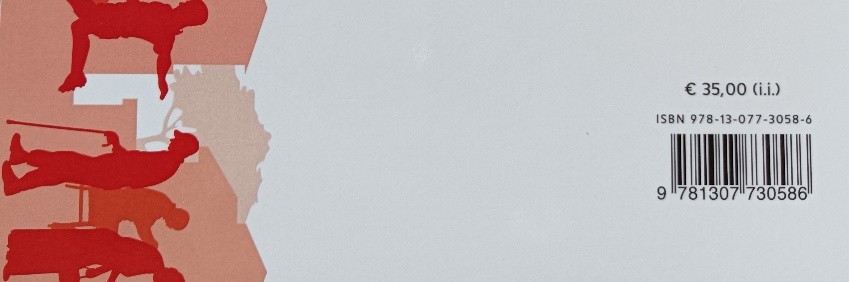 € 35,00 (i.i.)
ISBN 978-13-077-3058-6
9 781307 730586